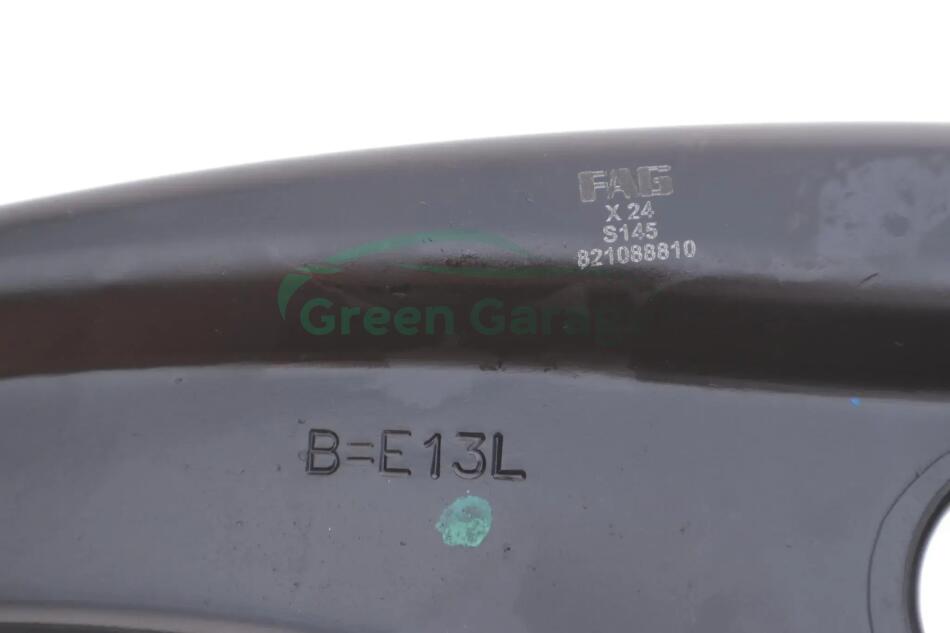 FAG
X 24
S145
821088810
Green Garage
B=E13L